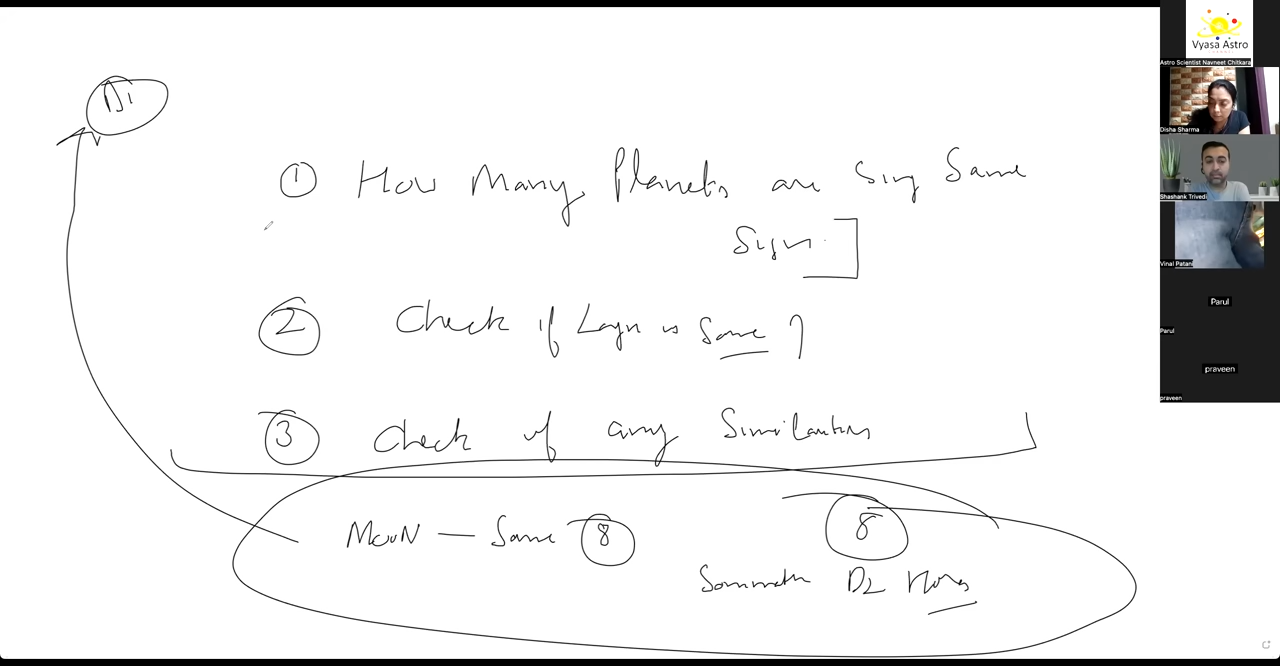 D1
① How Many Planets are Sing Same
Sign
② Check if Lagn is Same ?
③ Check if any Similarities
MOON — Same ⑧
⑧
Somnath D2 Hora
Vyasa Astro
Astro Scientist Navneet Chitkara
Disha Sharma
Shashank Trivedi
Vinal Patani
Parul
Parul
praveen
praveen